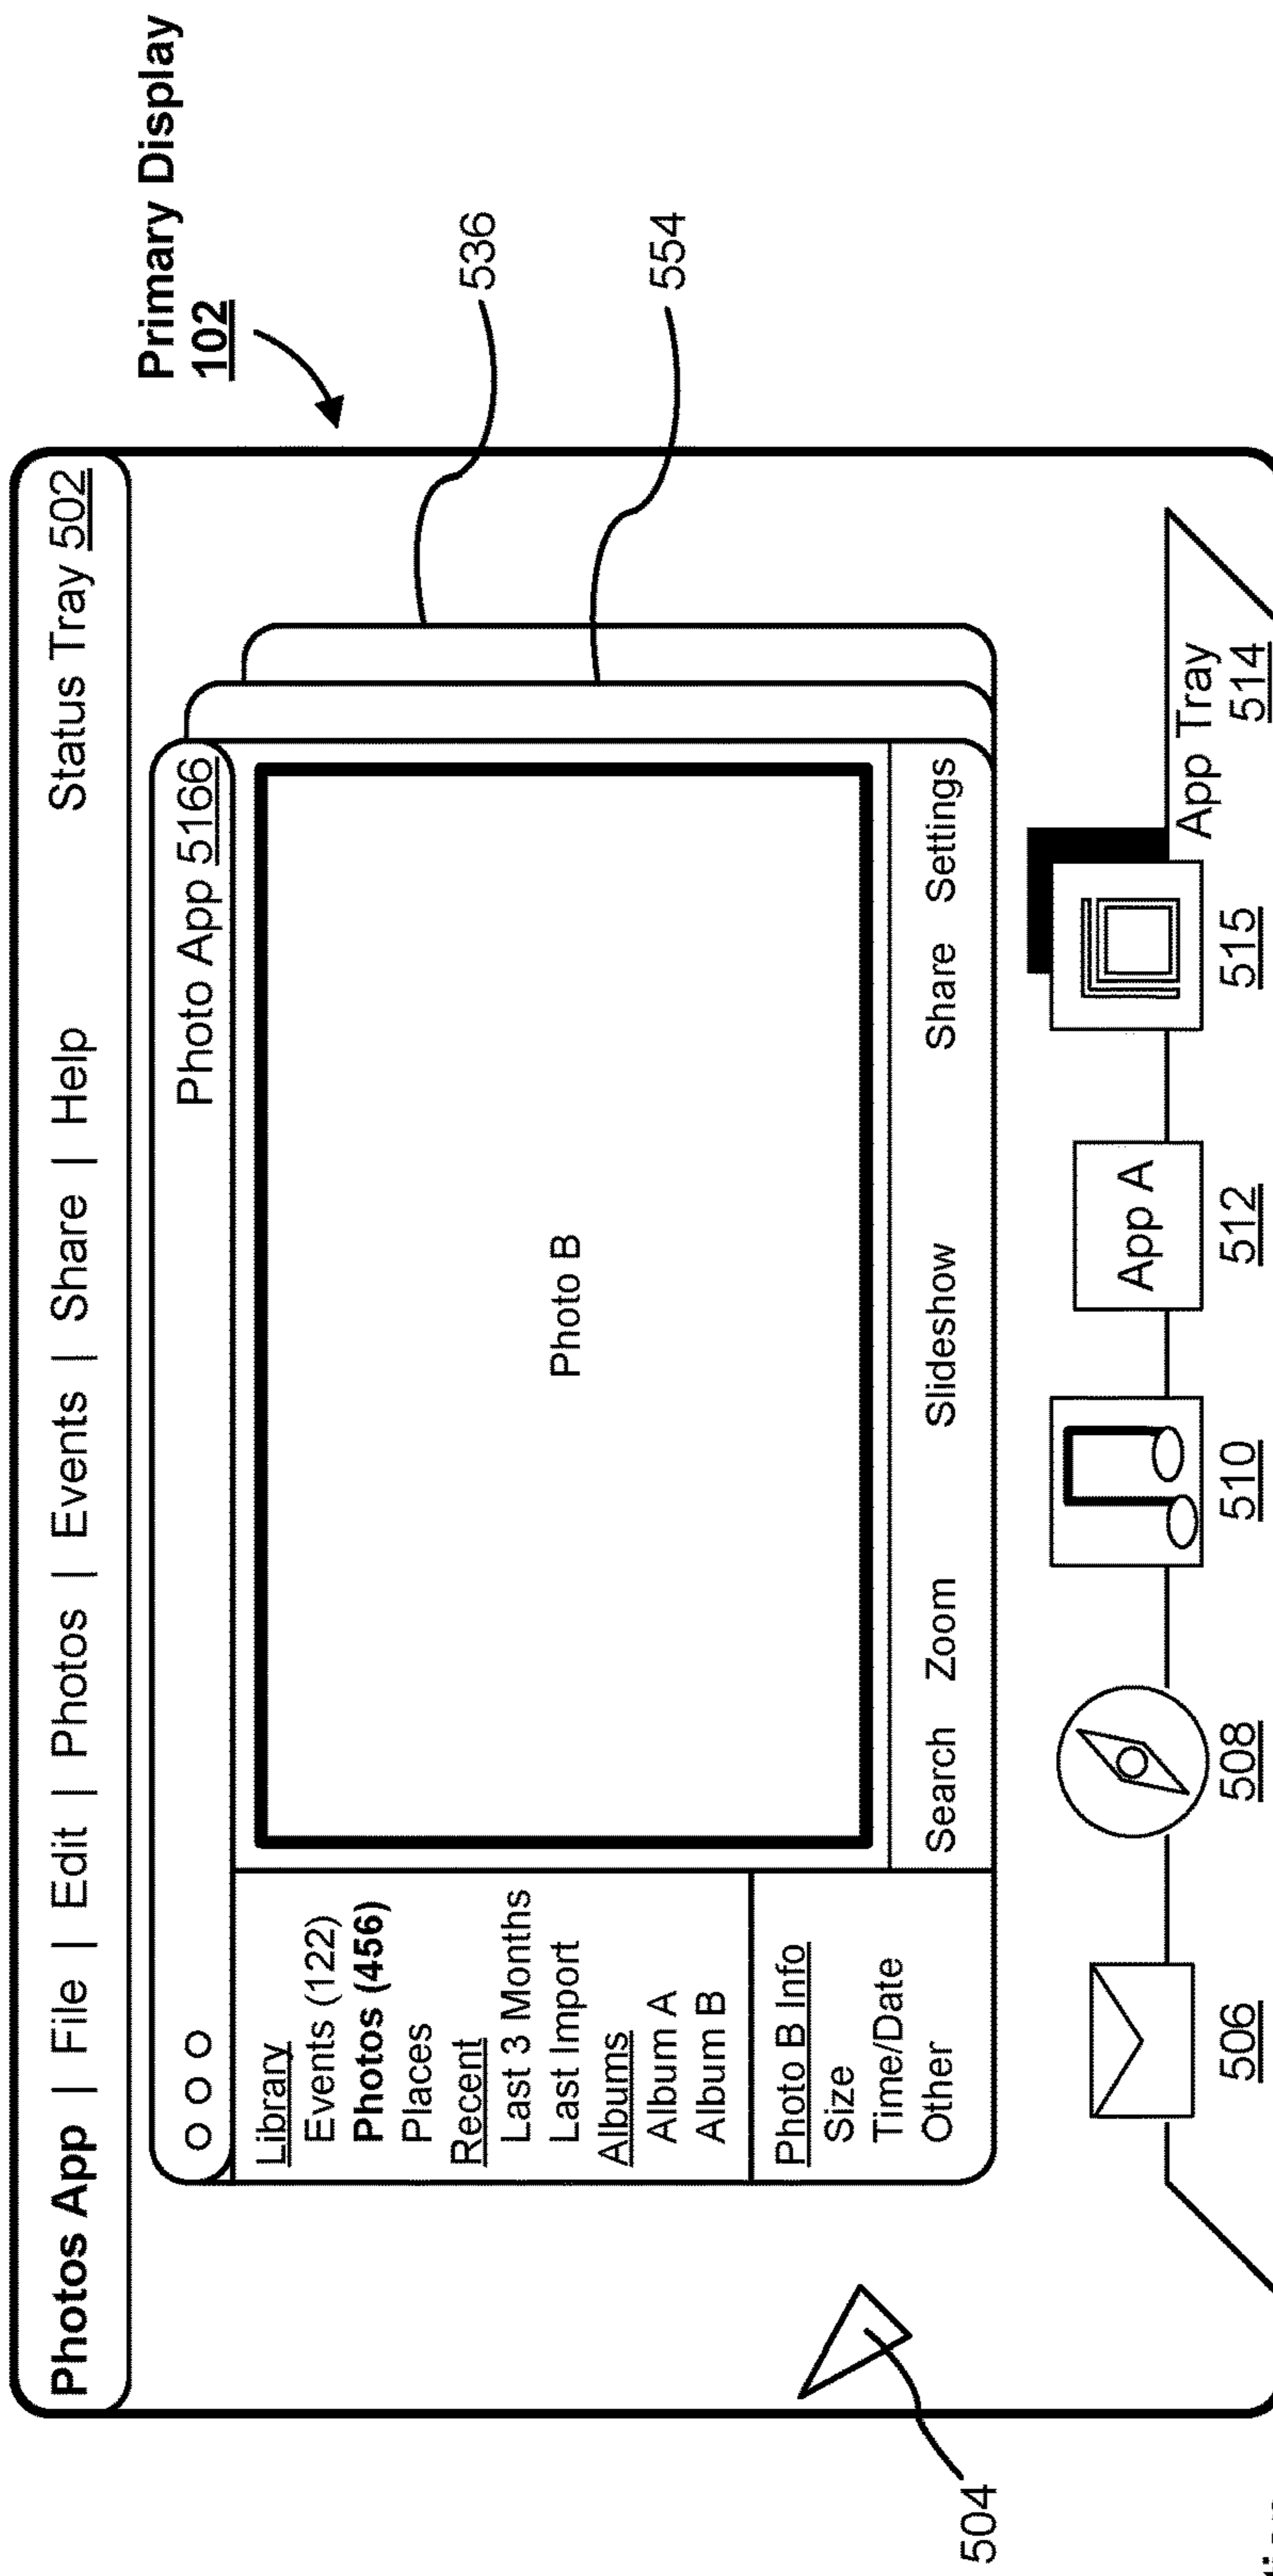 Primary Display
102
Photos App | File | Edit | Photos | Events | Share | Help
Status Tray 502
Photo App 5166
Library
Events (122)
Photos (456)
Places
Recent
Last 3 Months
Last Import
Albums
Album A
Album B
Photo B Info
Size
Time/Date
Other
Photo B
Search Zoom Slideshow Share Settings
536
554
504
App A
App Tray
514
506 508 510 512 515